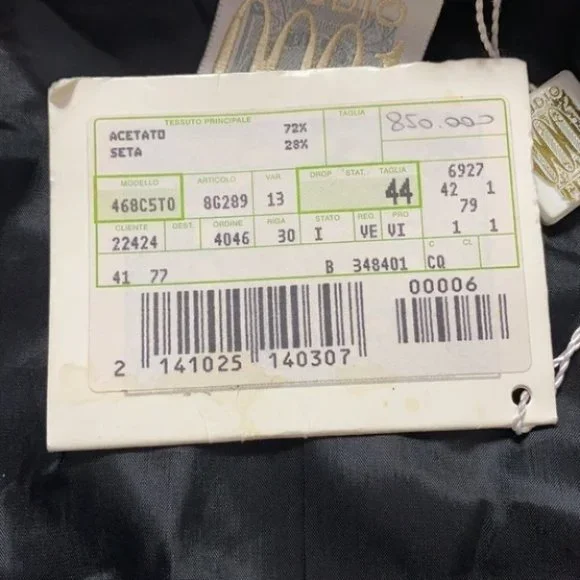 TESSUTO PRINCIPALE TAGLIA
ACETATO 72% 850.000
SETA 28%
MODELLO ARTICOLO VAR. DROP STAT. TAGLIA 6927
468C5T0 8G289 13 44 42 1
79
CLIENTE DEST. ORDINE RIGA STATO REG. PRO
22424 4046 30 I VE VI 1 1
C CL
41 77 B 348401 CQ
00006
2 141025 140307